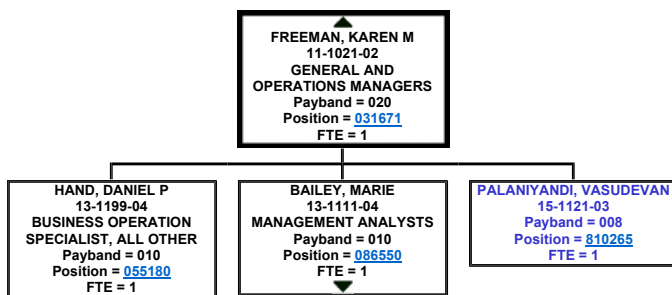 FREEMAN, KAREN M
11-1021-02
GENERAL AND
OPERATIONS MANAGERS
Payband = 020
Position = 031671
FTE = 1
HAND, DANIEL P
13-1199-04
BUSINESS OPERATION
SPECIALIST, ALL OTHER
Payband = 010
Position = 055180
FTE = 1
BAILEY, MARIE
13-1111-04
MANAGEMENT ANALYSTS
Payband = 010
Position = 086550
FTE = 1
PALANIYANDI, VASUDEVAN
15-1121-03
Payband = 008
Position = 810265
FTE = 1